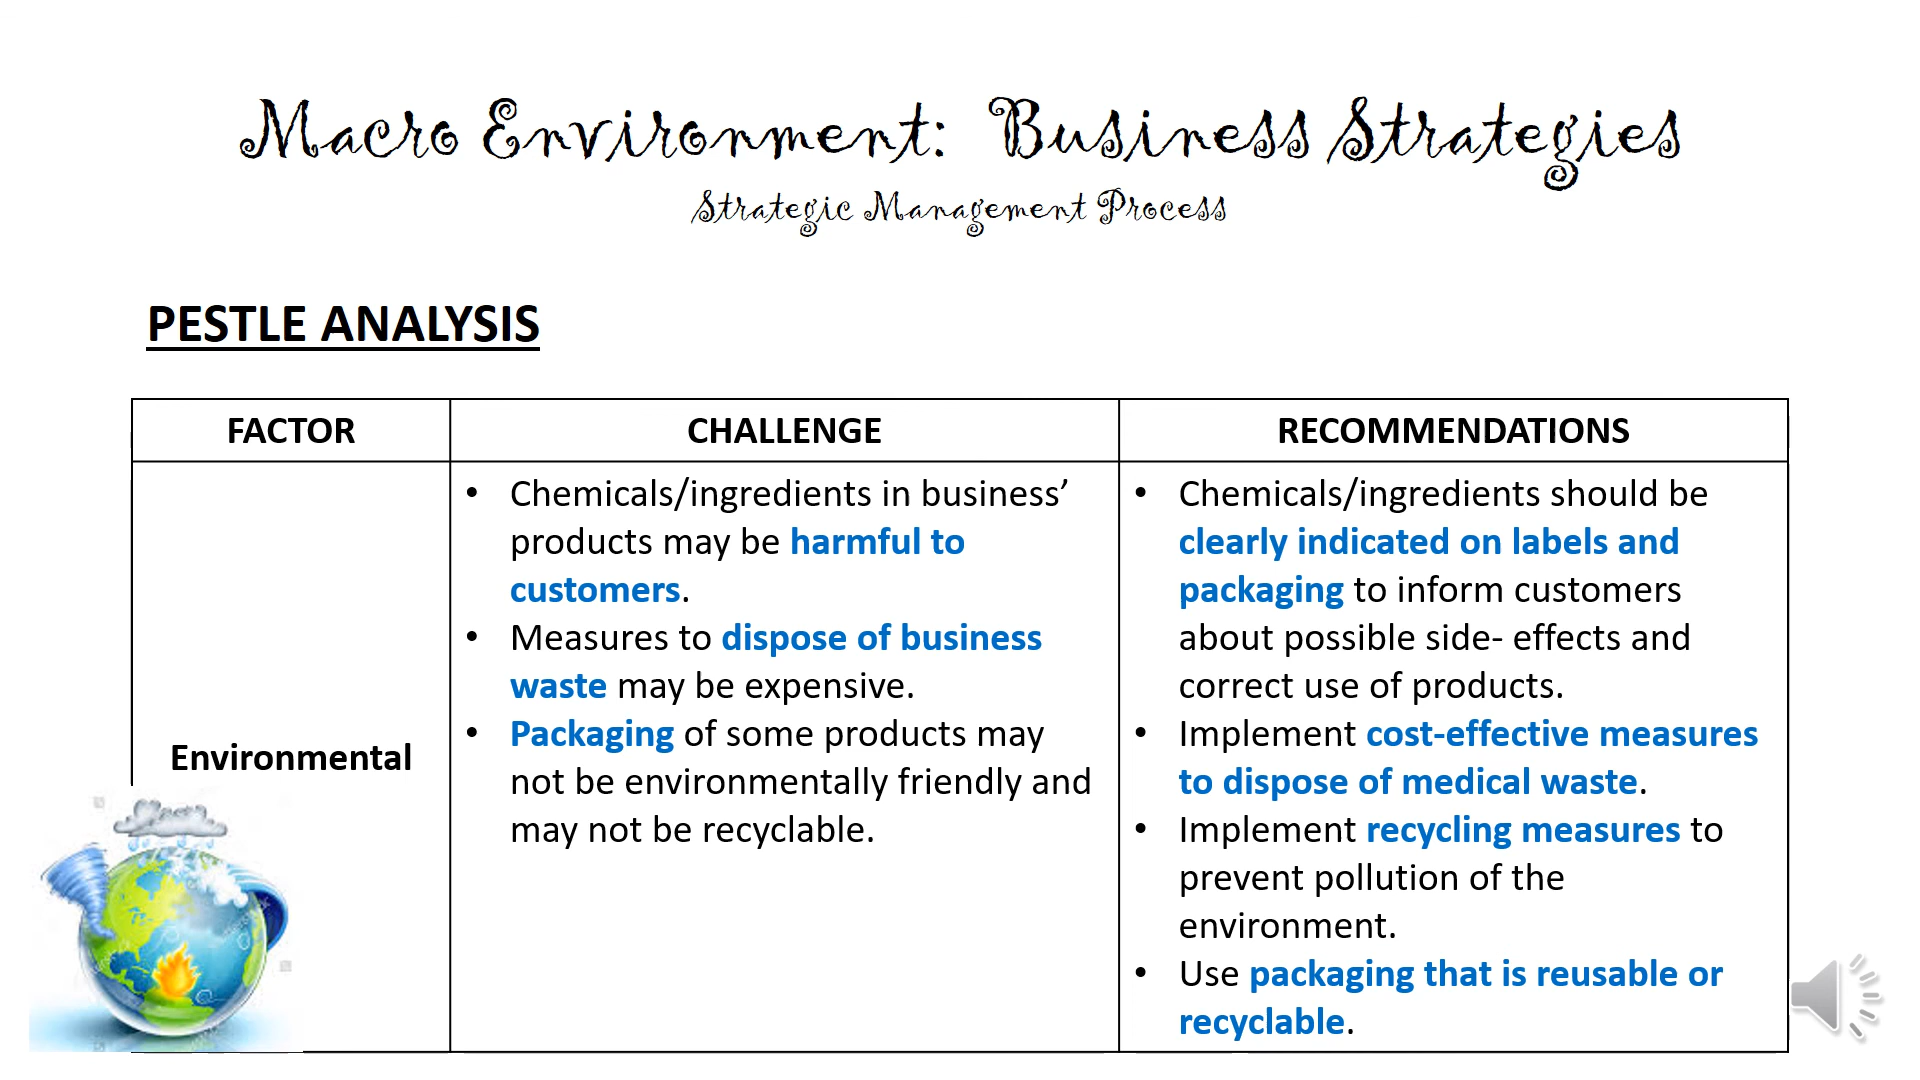 Macro Environment: Business Strategies
Strategic Management Process
PESTLE ANALYSIS
FACTOR
CHALLENGE
RECOMMENDATIONS
Environmental
• Chemicals/ingredients in business’
products may be harmful to
customers.
• Measures to dispose of business
waste may be expensive.
• Packaging of some products may
not be environmentally friendly and
may not be recyclable.
• Chemicals/ingredients should be
clearly indicated on labels and
packaging to inform customers
about possible side- effects and
correct use of products.
• Implement cost-effective measures
to dispose of medical waste.
• Implement recycling measures to
prevent pollution of the
environment.
• Use packaging that is reusable or
recyclable.